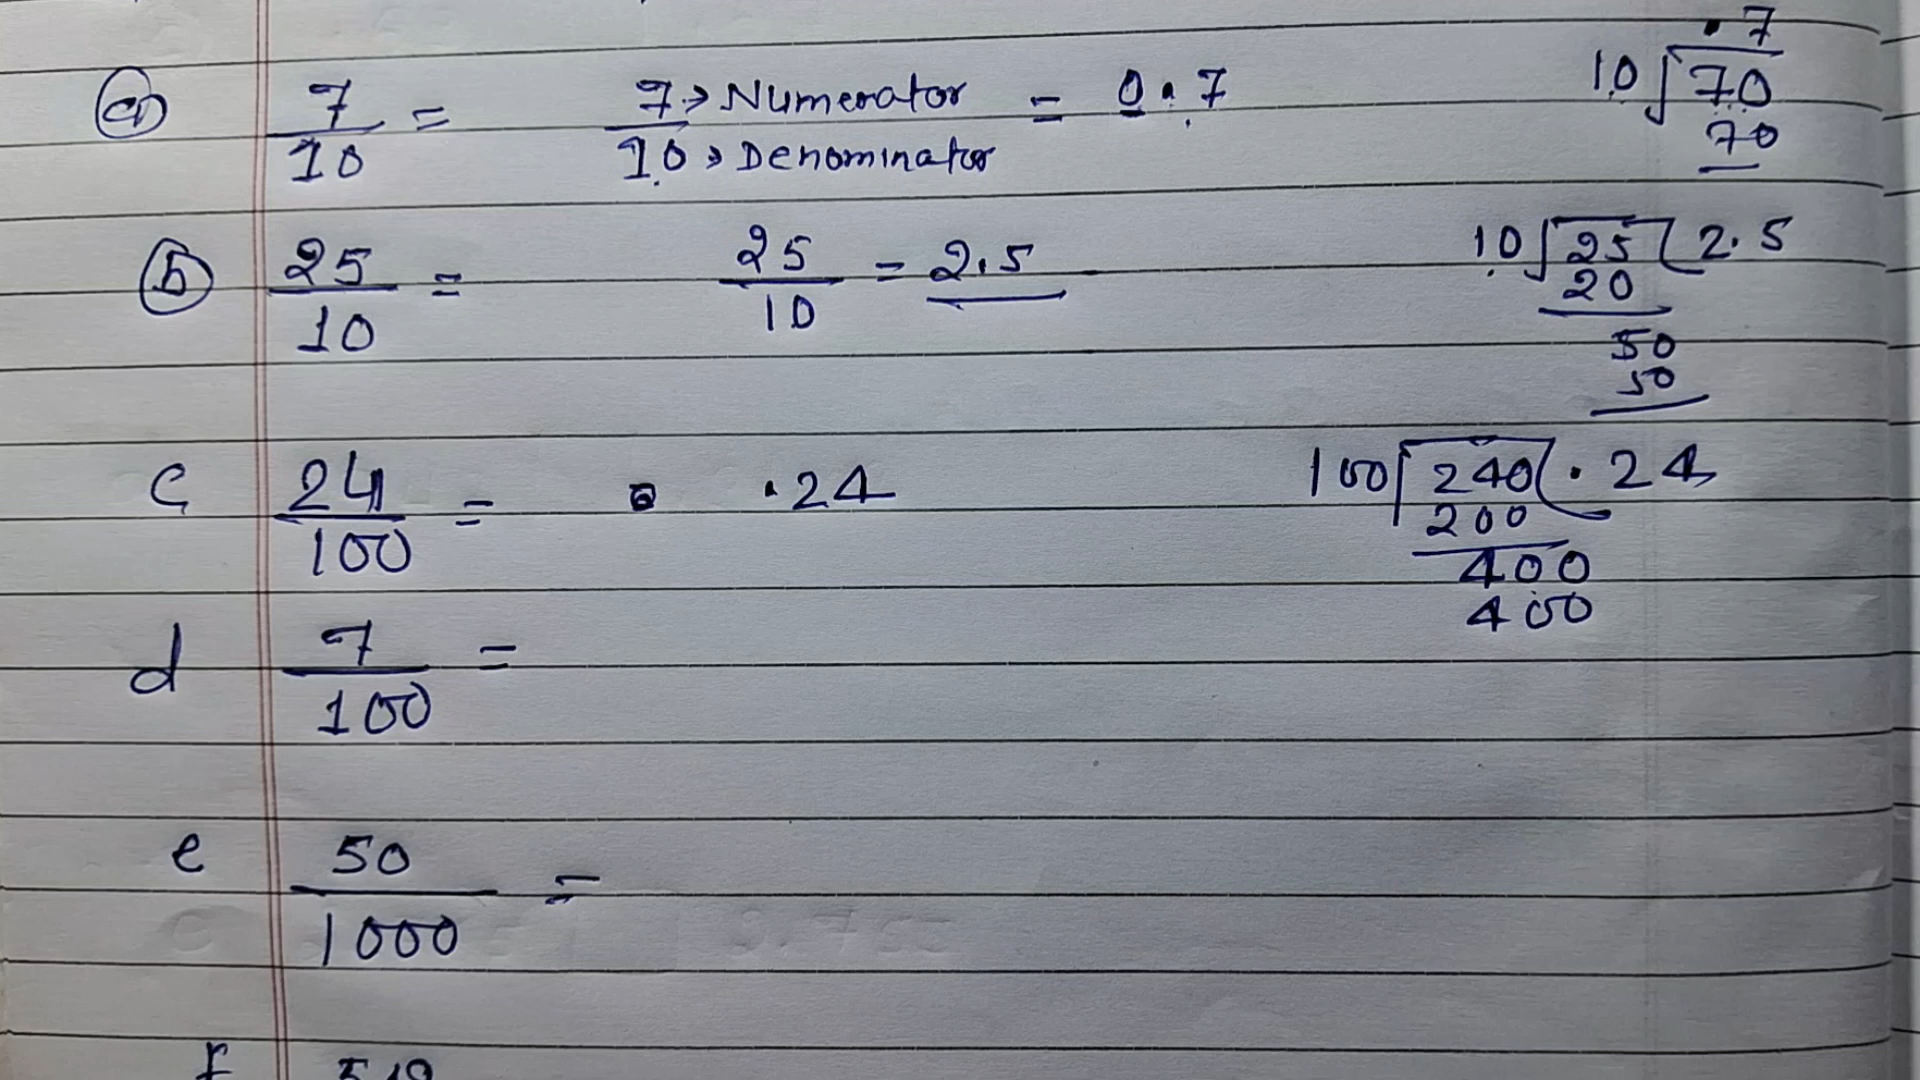 (a) 7/10 = 7 → Numerator / 10 → Denominator = 0.7
.7
10 ) 70
70
(b) 25/10 = 25/10 = 2.5
10 ) 25 ( 2.5
20
50
50
c 24/100 = .24
100 ) 240 ( .24
200
400
400
d 7/100 =
e 50/1000 =
f